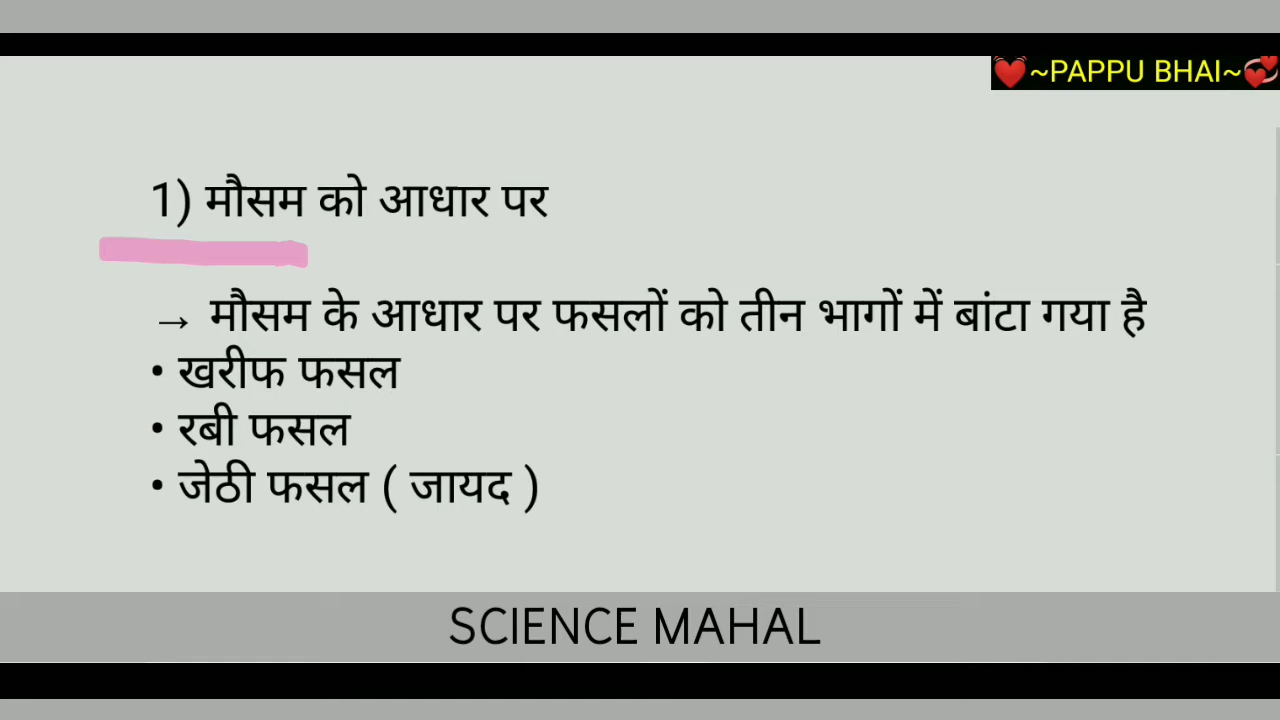 ❤️~PAPPU BHAI~💞
1) मौसम को आधार पर
→ मौसम के आधार पर फसलों को तीन भागों में बांटा गया है
• खरीफ फसल
• रबी फसल
• जेठी फसल ( जायद )
SCIENCE MAHAL